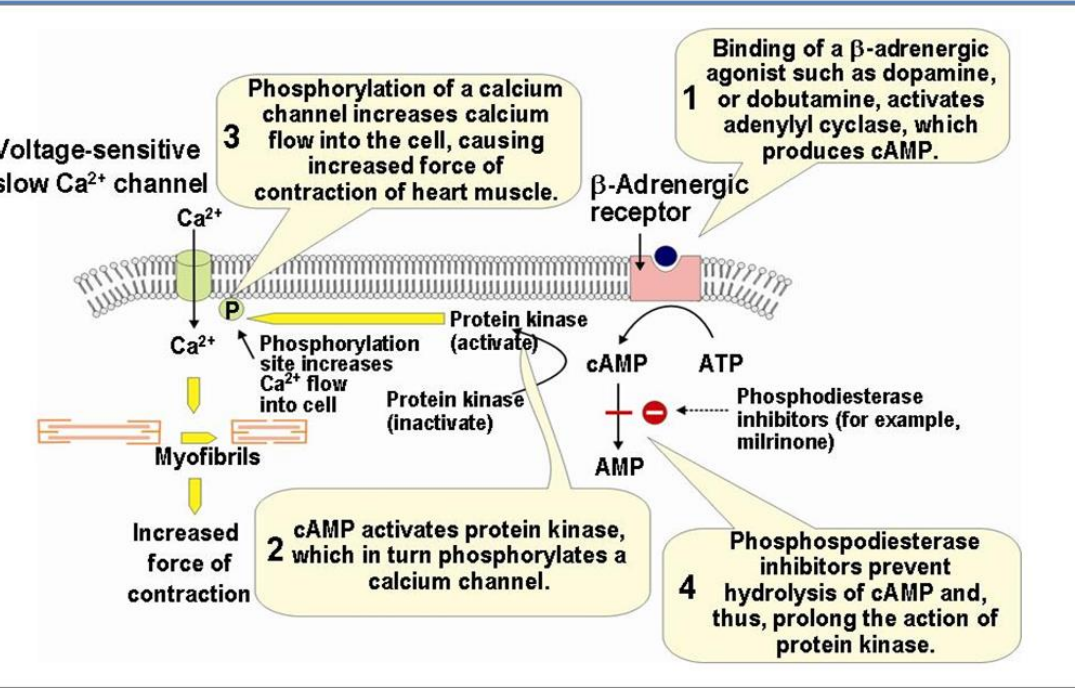 Binding of a β-adrenergic
agonist such as dopamine,
1 or dobutamine, activates
adenylyl cyclase, which
produces cAMP.
Phosphorylation of a calcium
channel increases calcium
3 flow into the cell, causing
increased force of
contraction of heart muscle.
Voltage-sensitive
slow Ca²⁺ channel
Ca²⁺
β-Adrenergic
receptor
P
Ca²⁺
Phosphorylation
site increases
Ca²⁺ flow
into cell
Protein kinase
(activate)
Protein kinase
(inactivate)
cAMP
ATP
Phosphodiesterase
inhibitors (for example,
milrinone)
AMP
Myofibrils
Increased
force of
contraction
cAMP activates protein kinase,
2 which in turn phosphorylates a
calcium channel.
Phosphospodiesterase
inhibitors prevent
4 hydrolysis of cAMP and,
thus, prolong the action of
protein kinase.